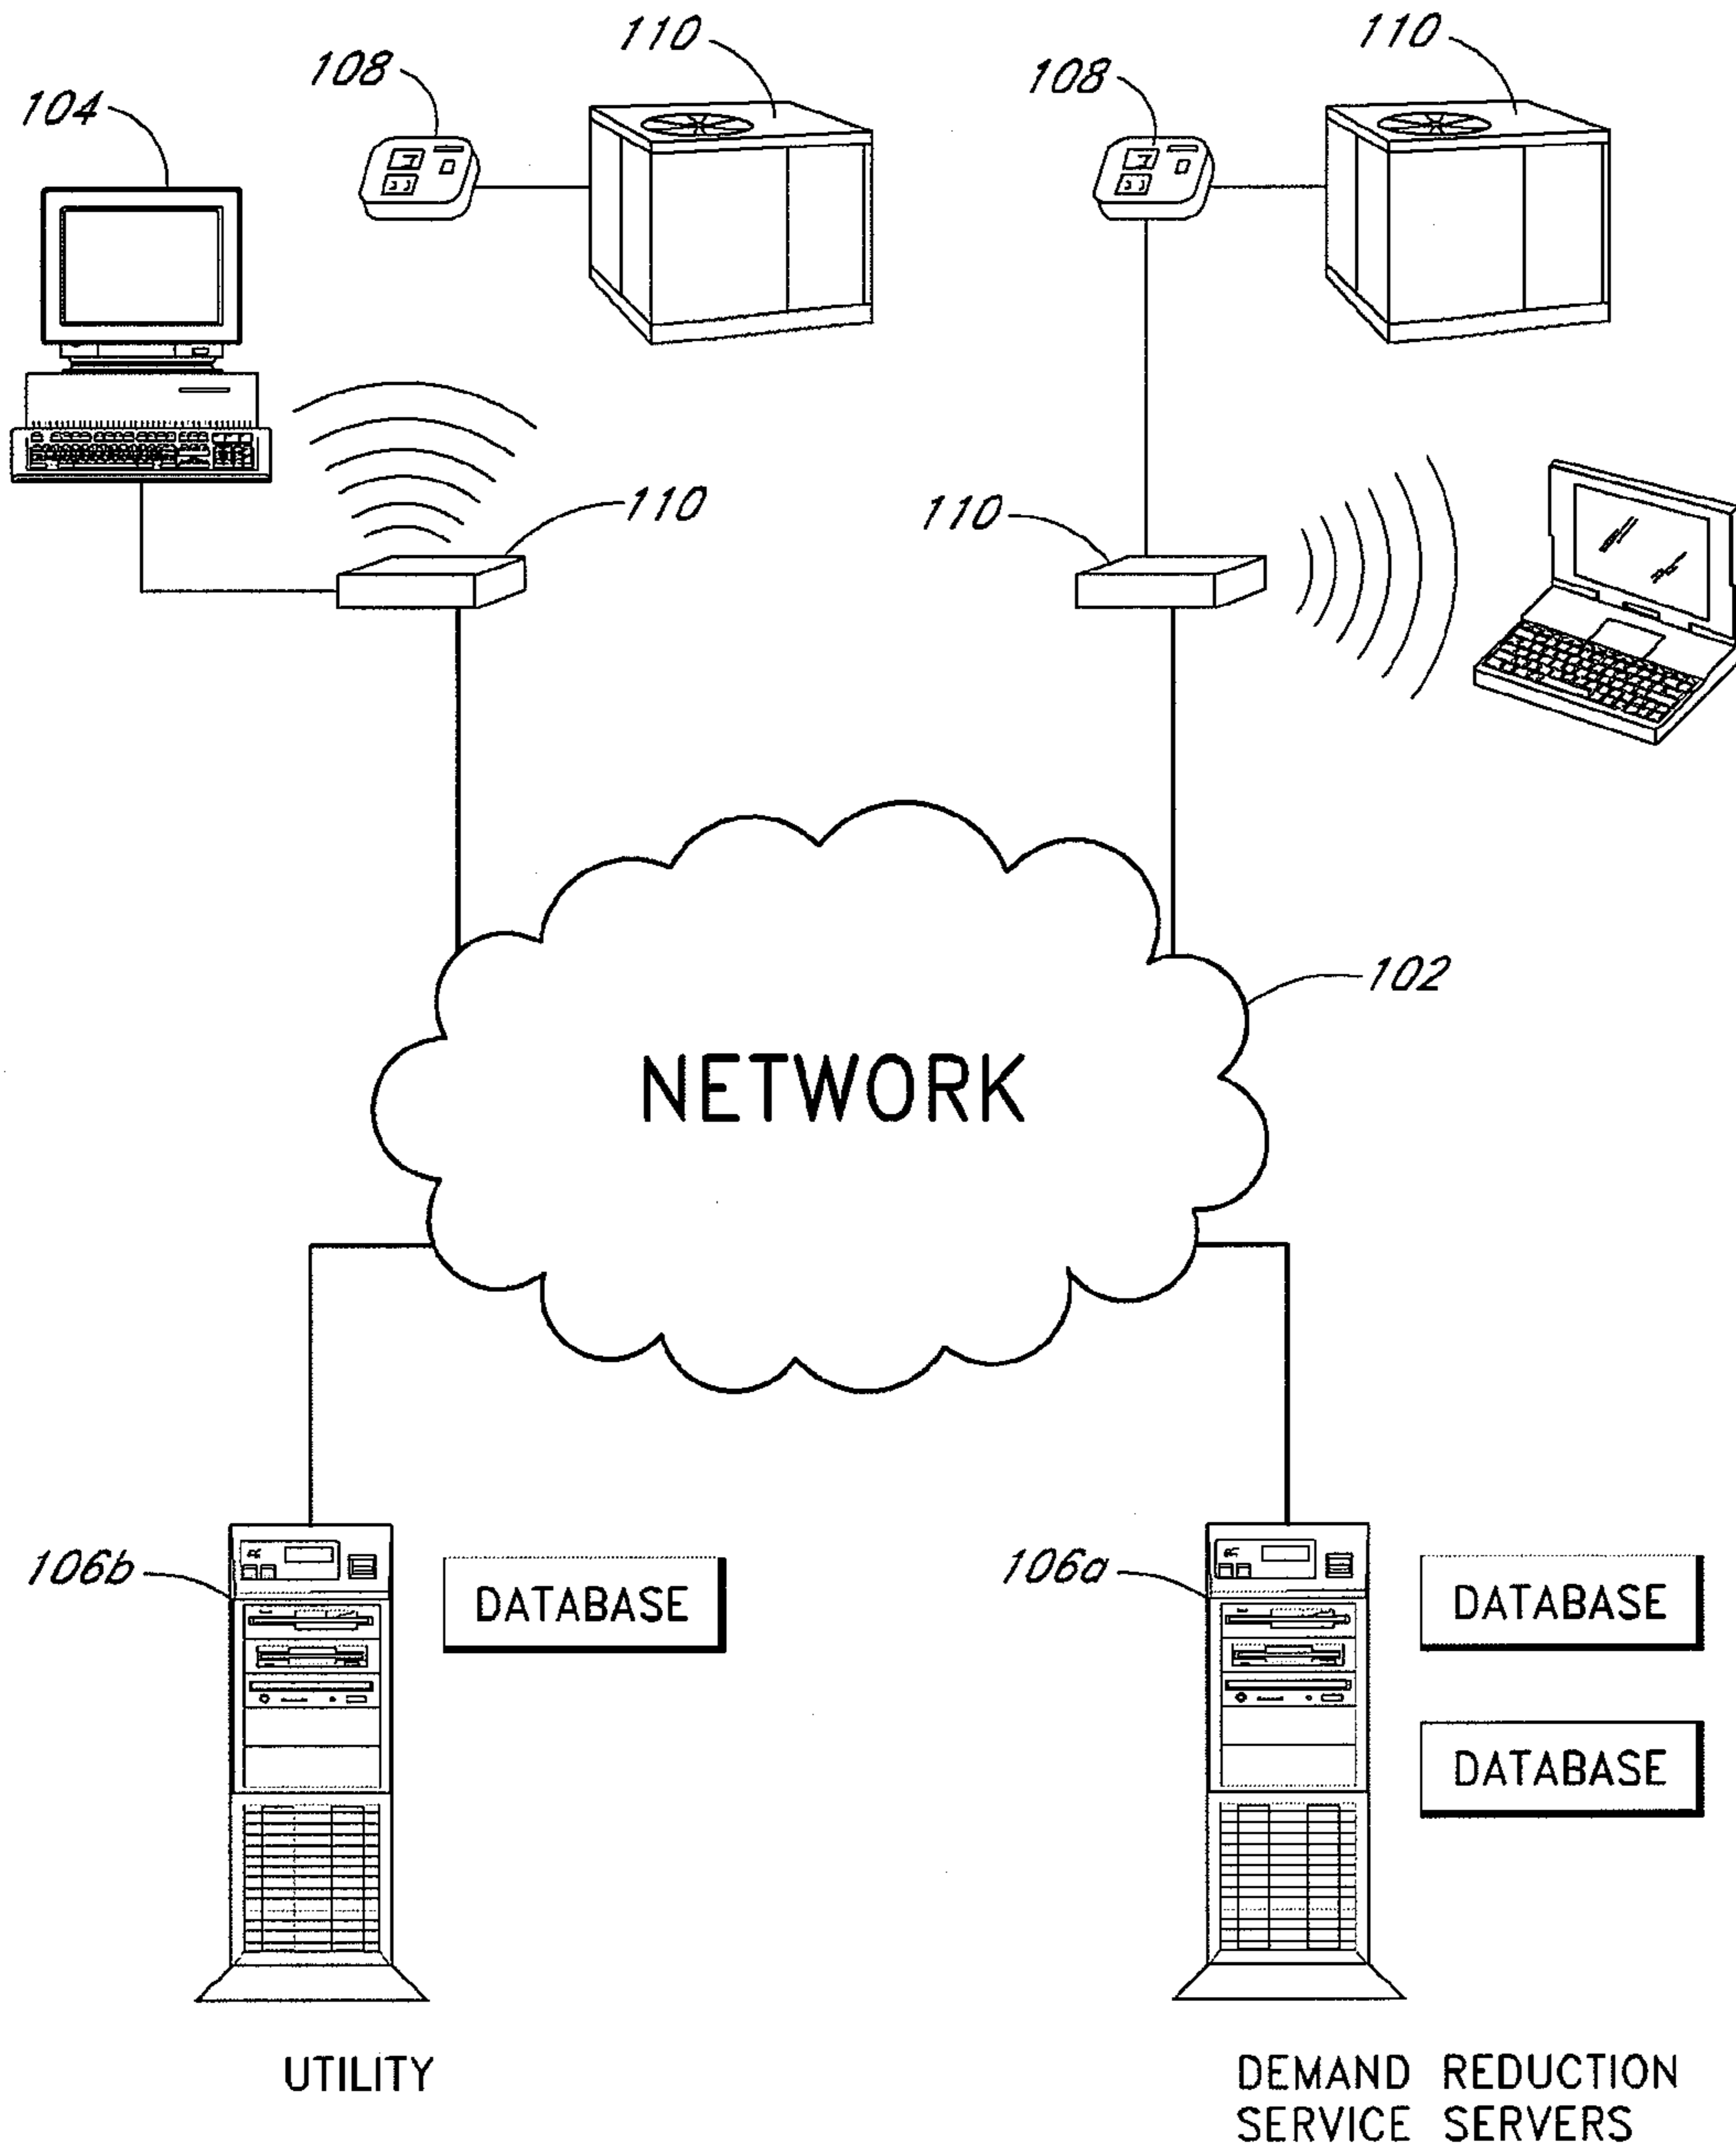 110
110
108
108
104
110
110
102
NETWORK
106b
DATABASE
106a
DATABASE
DATABASE
UTILITY
DEMAND REDUCTION
SERVICE SERVERS